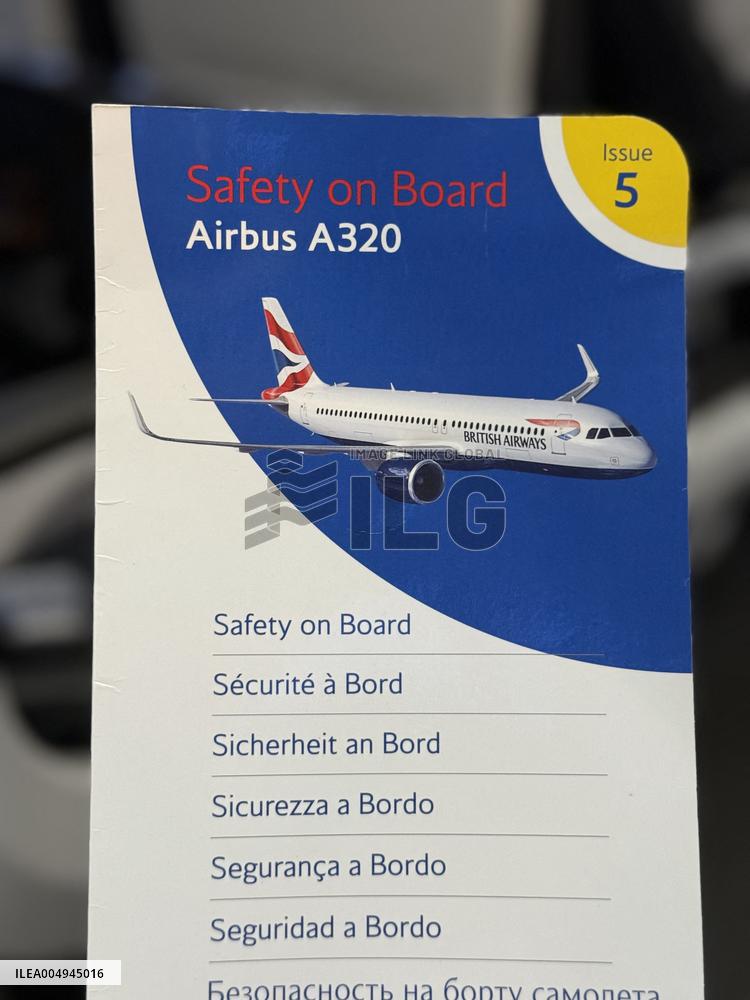 Issue
5
Safety on Board
Airbus A320
BRITISH AIRWAYS
IMAGE LINK GLOBAL
ILG
Safety on Board
Sécurité à Bord
Sicherheit an Bord
Sicurezza a Bordo
Segurança a Bordo
Seguridad a Bordo
Безопасность на борту самолета
ILEA004945016